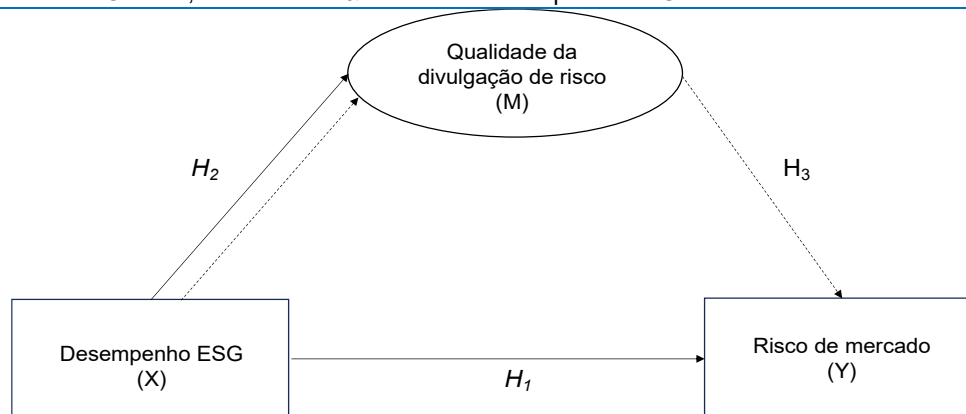 Qualidade da
divulgação de risco
(M)
H2
H3
Desempenho ESG
(X)
H1
Risco de mercado
(Y)